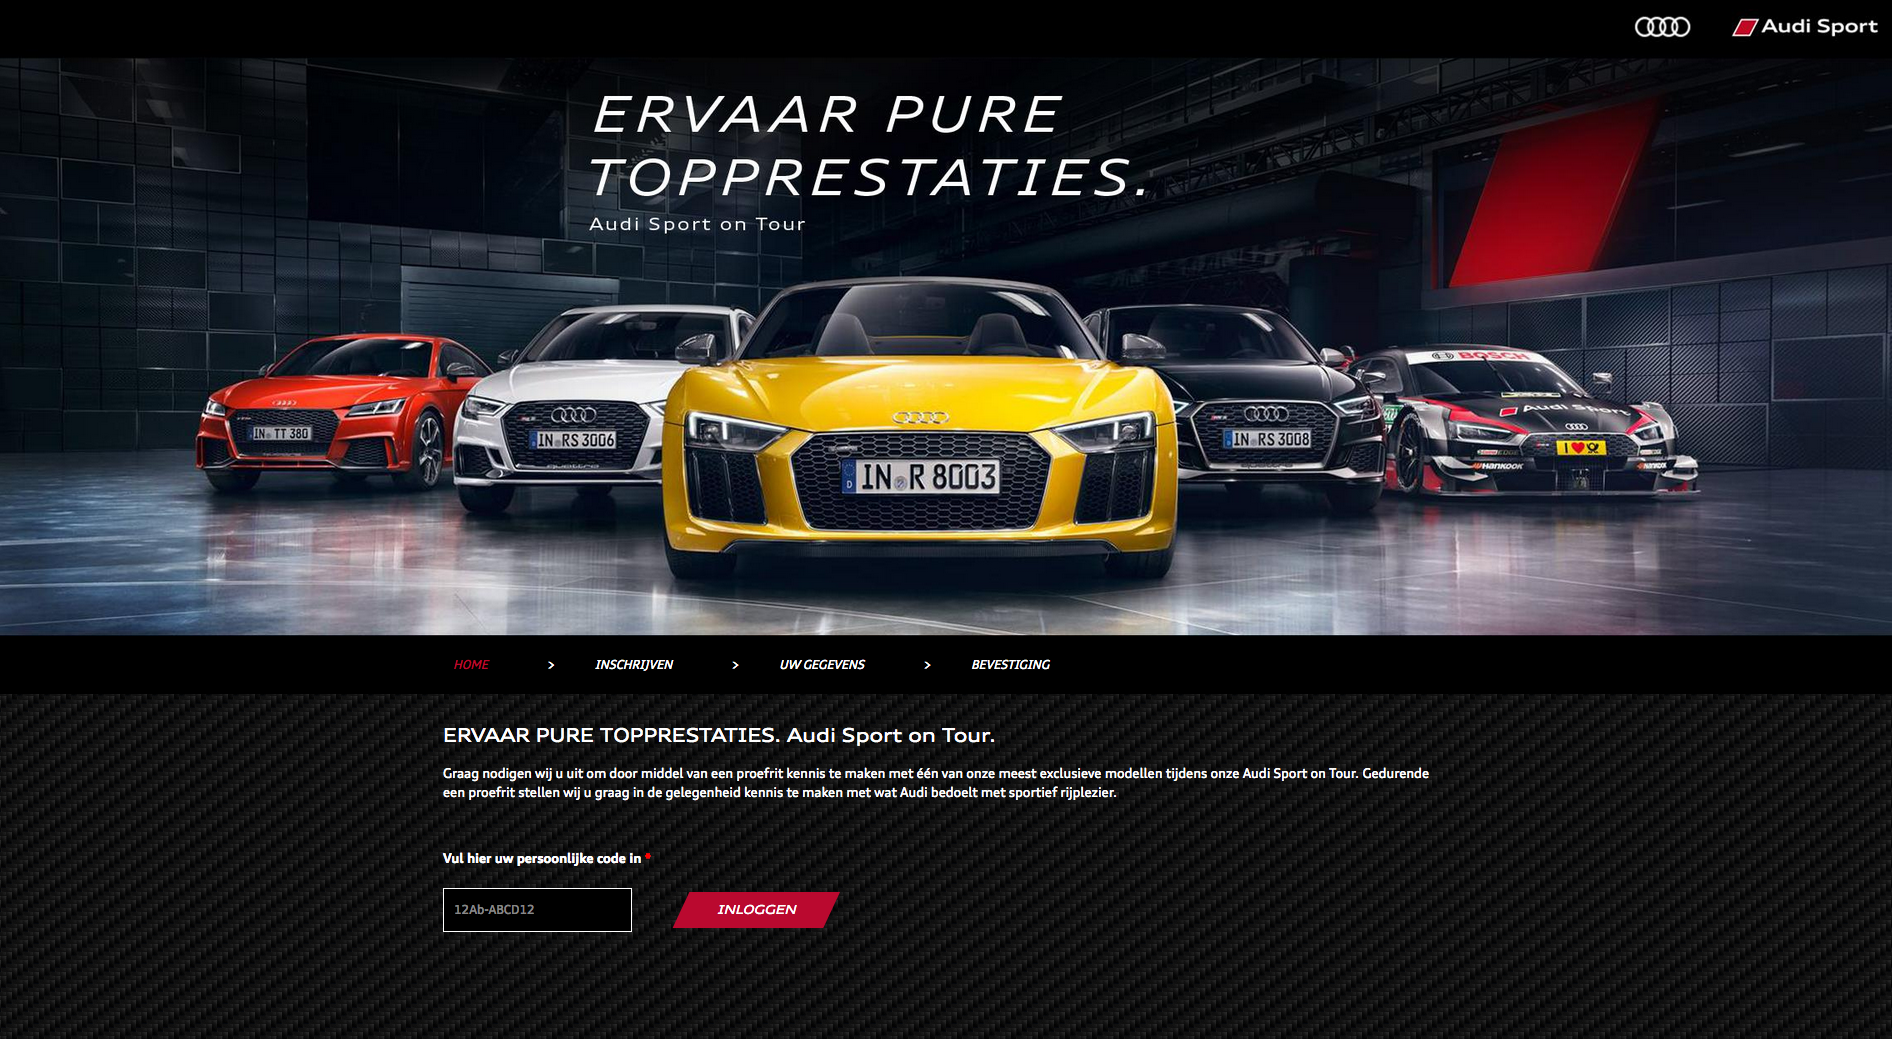 Audi Sport
ERVAAR PURE
TOPPRESTATIES.
Audi Sport on Tour
BOSCH
Audi Sport
IN TT 380
IN RS 3006
quattro
IN R 8003
IN RS 3008
I ❤
HANKOOK
HANKOOK
HOME > INSCHRIJVEN > UW GEGEVENS > BEVESTIGING
ERVAAR PURE TOPPRESTATIES. Audi Sport on Tour.
Graag nodigen wij u uit om door middel van een proefrit kennis te maken met één van onze meest exclusieve modellen tijdens onze Audi Sport on Tour. Gedurende
een proefrit stellen wij u graag in de gelegenheid kennis te maken met wat Audi bedoelt met sportief rijplezier.
Vul hier uw persoonlijke code in *
12Ab-ABCD12
INLOGGEN